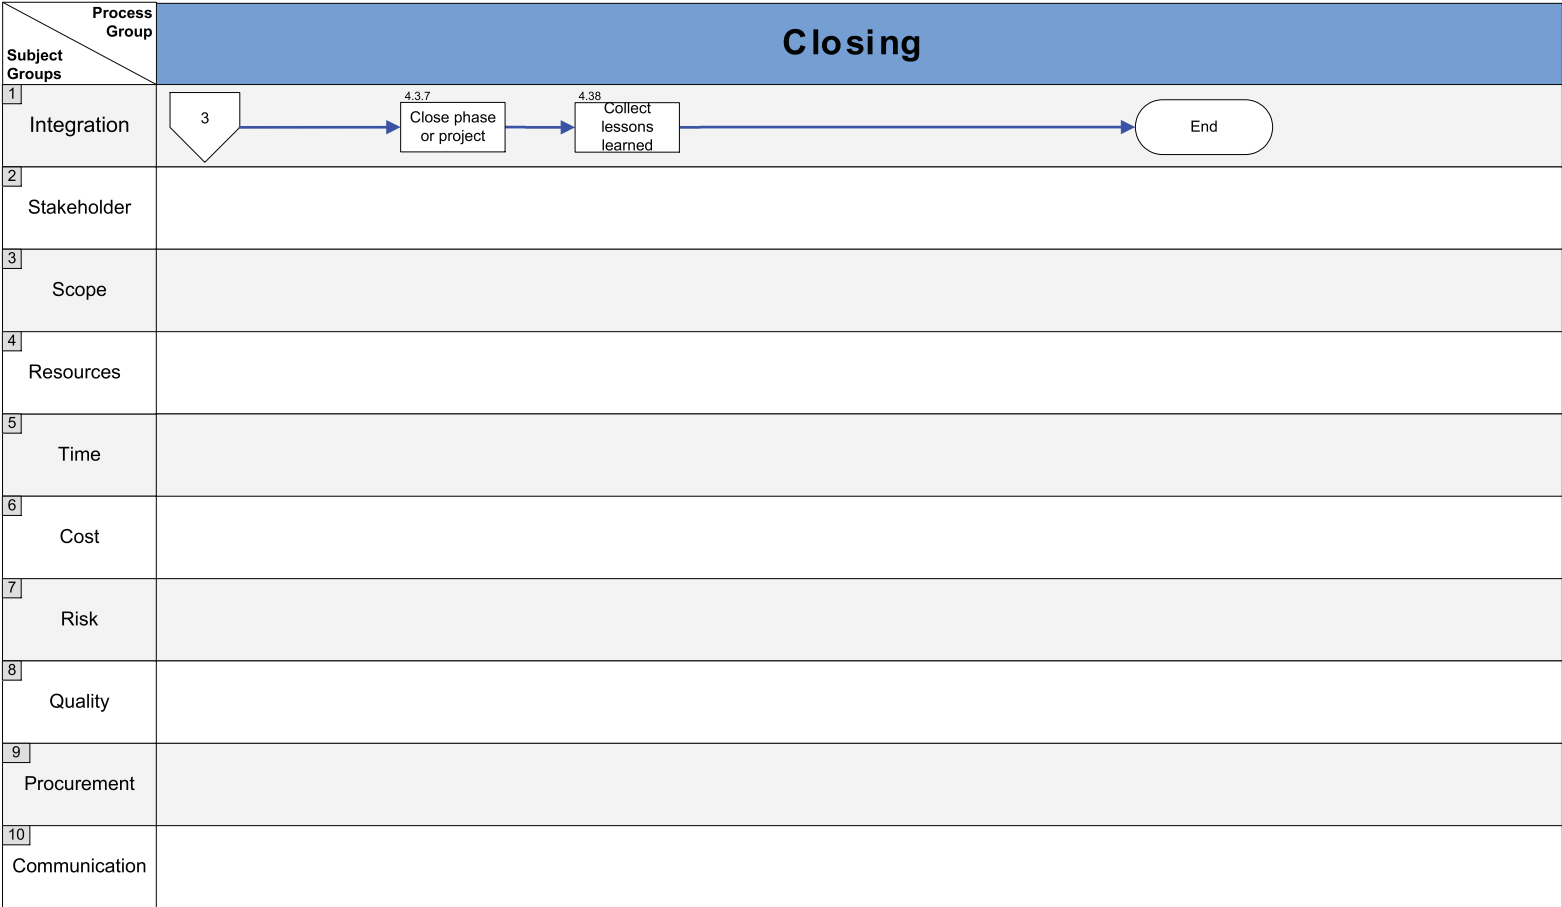 Process
Group
Subject
Groups
Closing
1
Integration
3
4.3.7
Close phase
or project
4.38
Collect
lessons
learned
End
2
Stakeholder
3
Scope
4
Resources
5
Time
6
Cost
7
Risk
8
Quality
9
Procurement
10
Communication